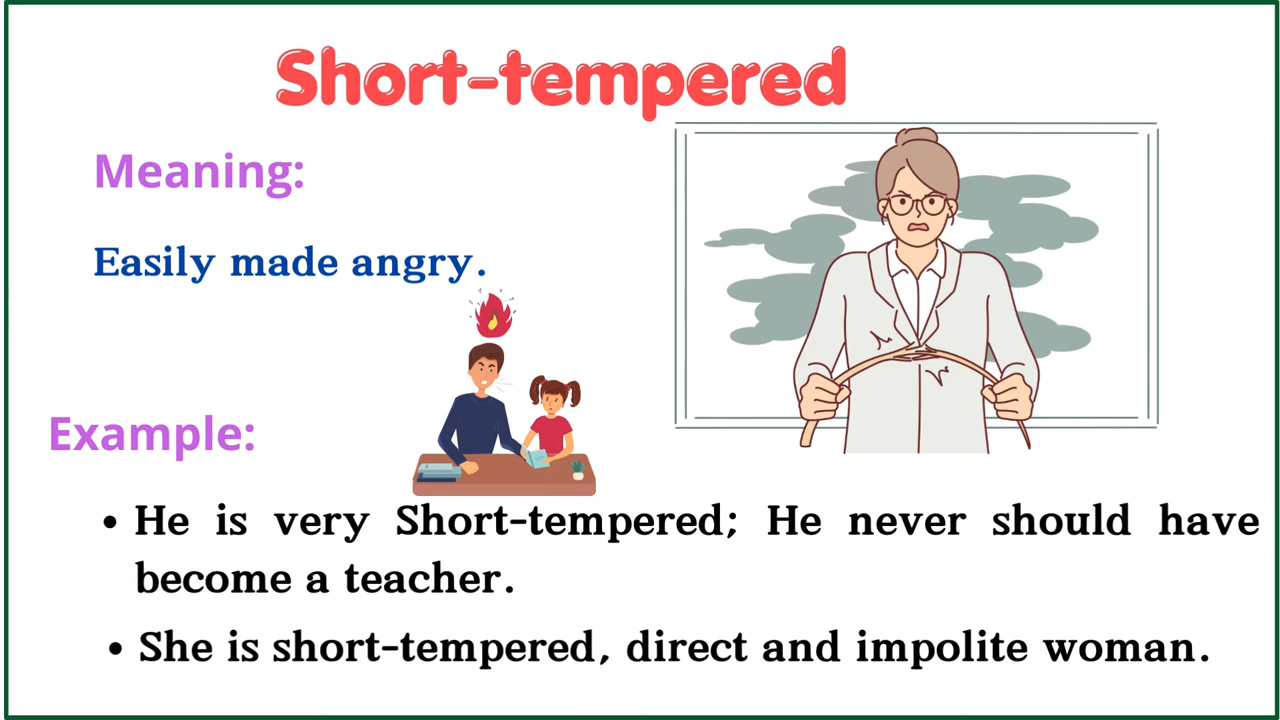 Short-tempered
Meaning:
Easily made angry.
Example:
• He is very Short-tempered; He never should have
become a teacher.
• She is short-tempered, direct and impolite woman.